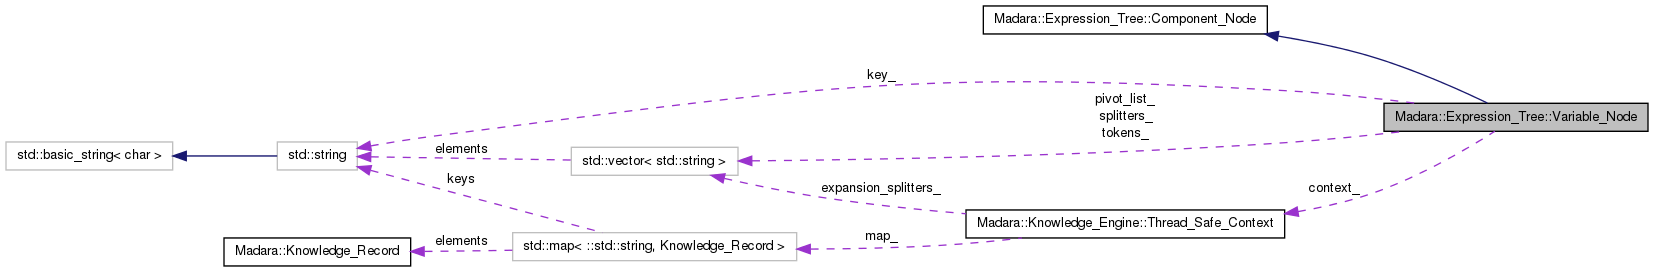 Madara::Expression_Tree::Component_Node
key_
pivot_list_
splitters_
tokens_
Madara::Expression_Tree::Variable_Node
std::basic_string< char >
std::string
elements
std::vector< std::string >
keys
expansion_splitters_
context_
Madara::Knowledge_Engine::Thread_Safe_Context
map_
elements
std::map< ::std::string, Knowledge_Record >
Madara::Knowledge_Record